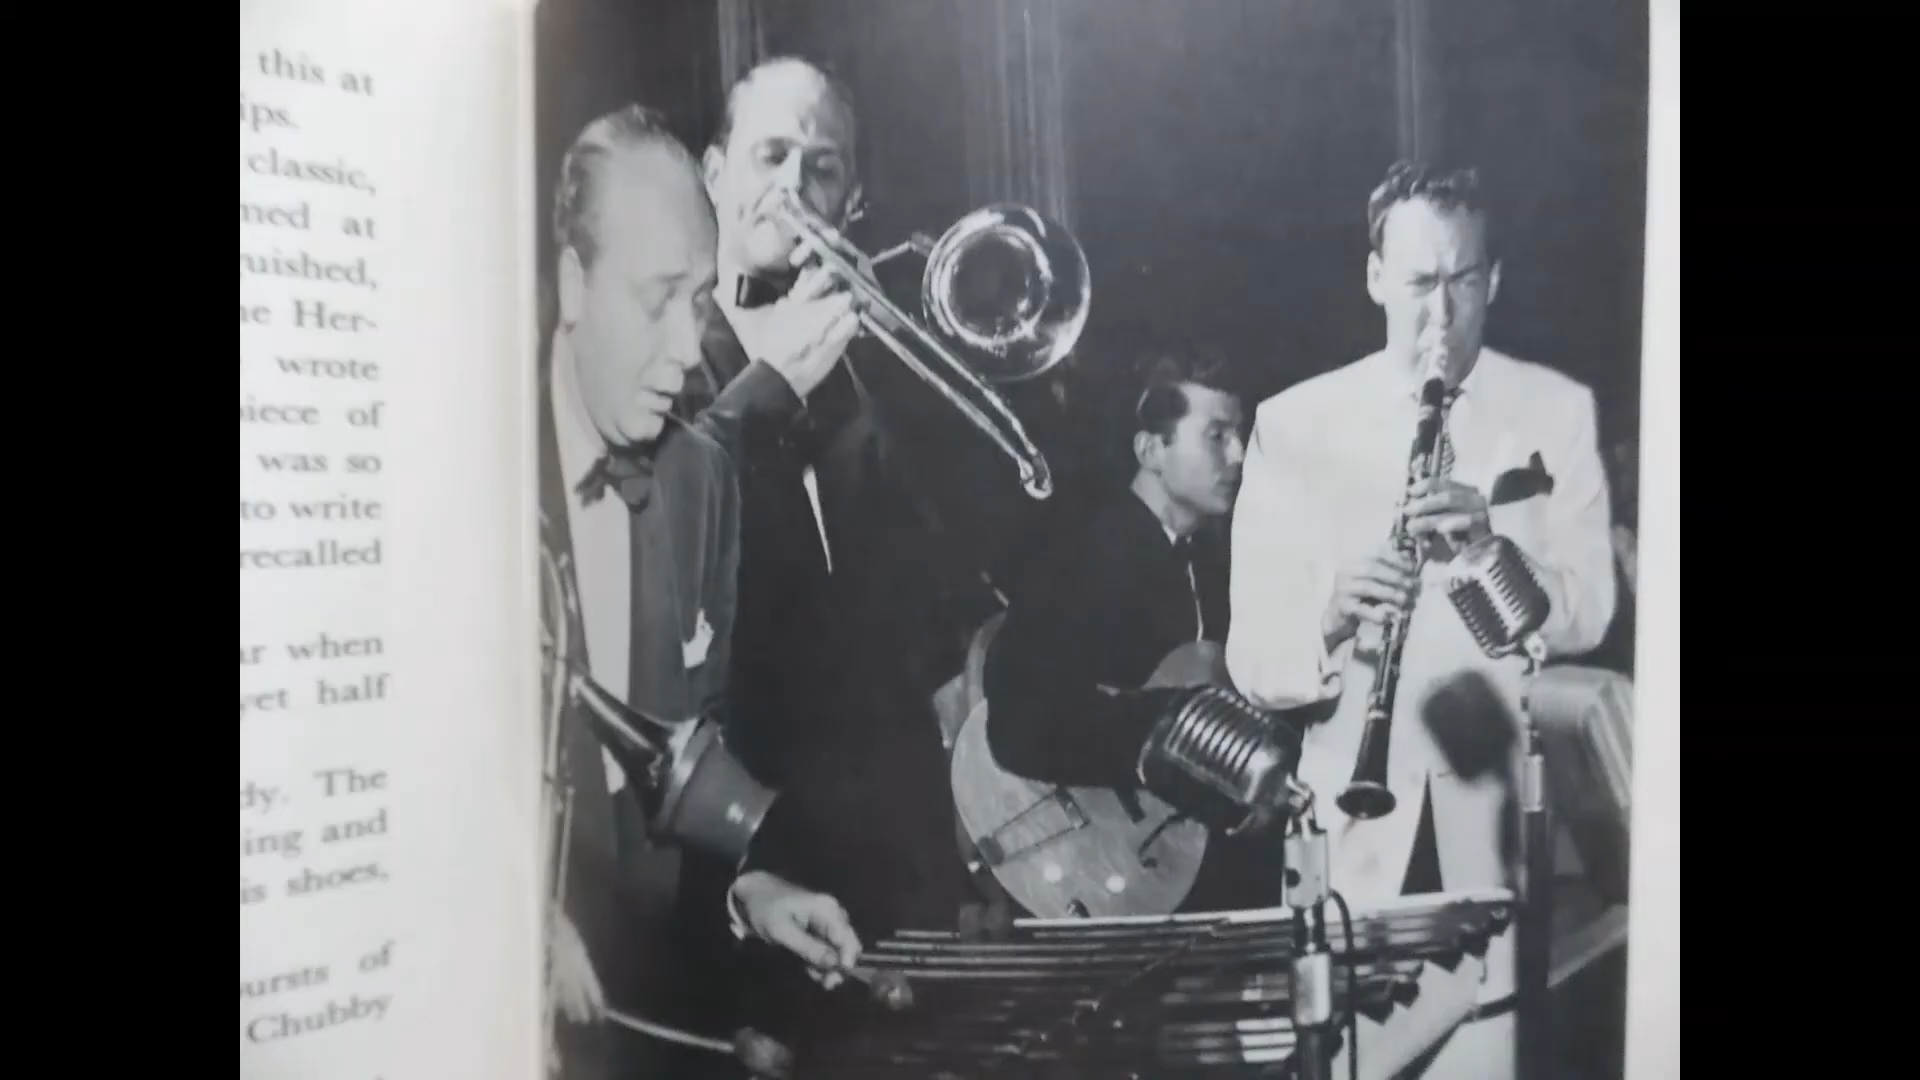 this at
ips.
classic,
med at
uished,
ne Her-
wrote
piece of
was so
to write
recalled
ar when
yet half
dy. The
ing and
is shoes,
ursts of
Chubby